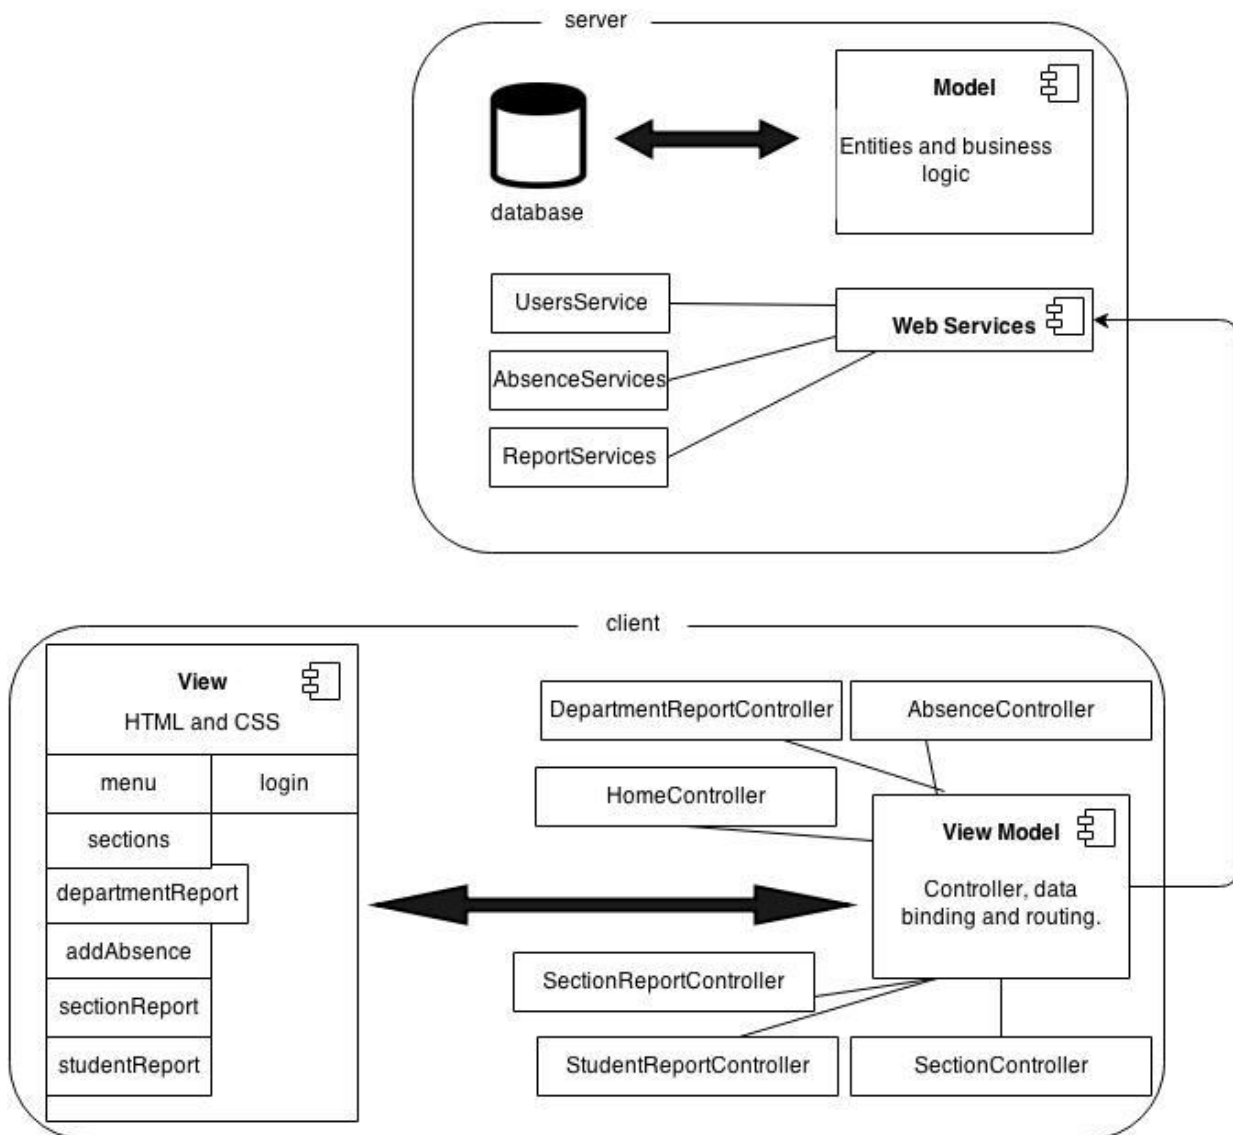 server
Model
Entities and business
logic
database
UsersService
Web Services
AbsenceServices
ReportServices
client
View
HTML and CSS
menu
login
sections
departmentReport
addAbsence
sectionReport
studentReport
DepartmentReportController
AbsenceController
HomeController
View Model
Controller, data
binding and routing.
SectionReportController
StudentReportController
SectionController